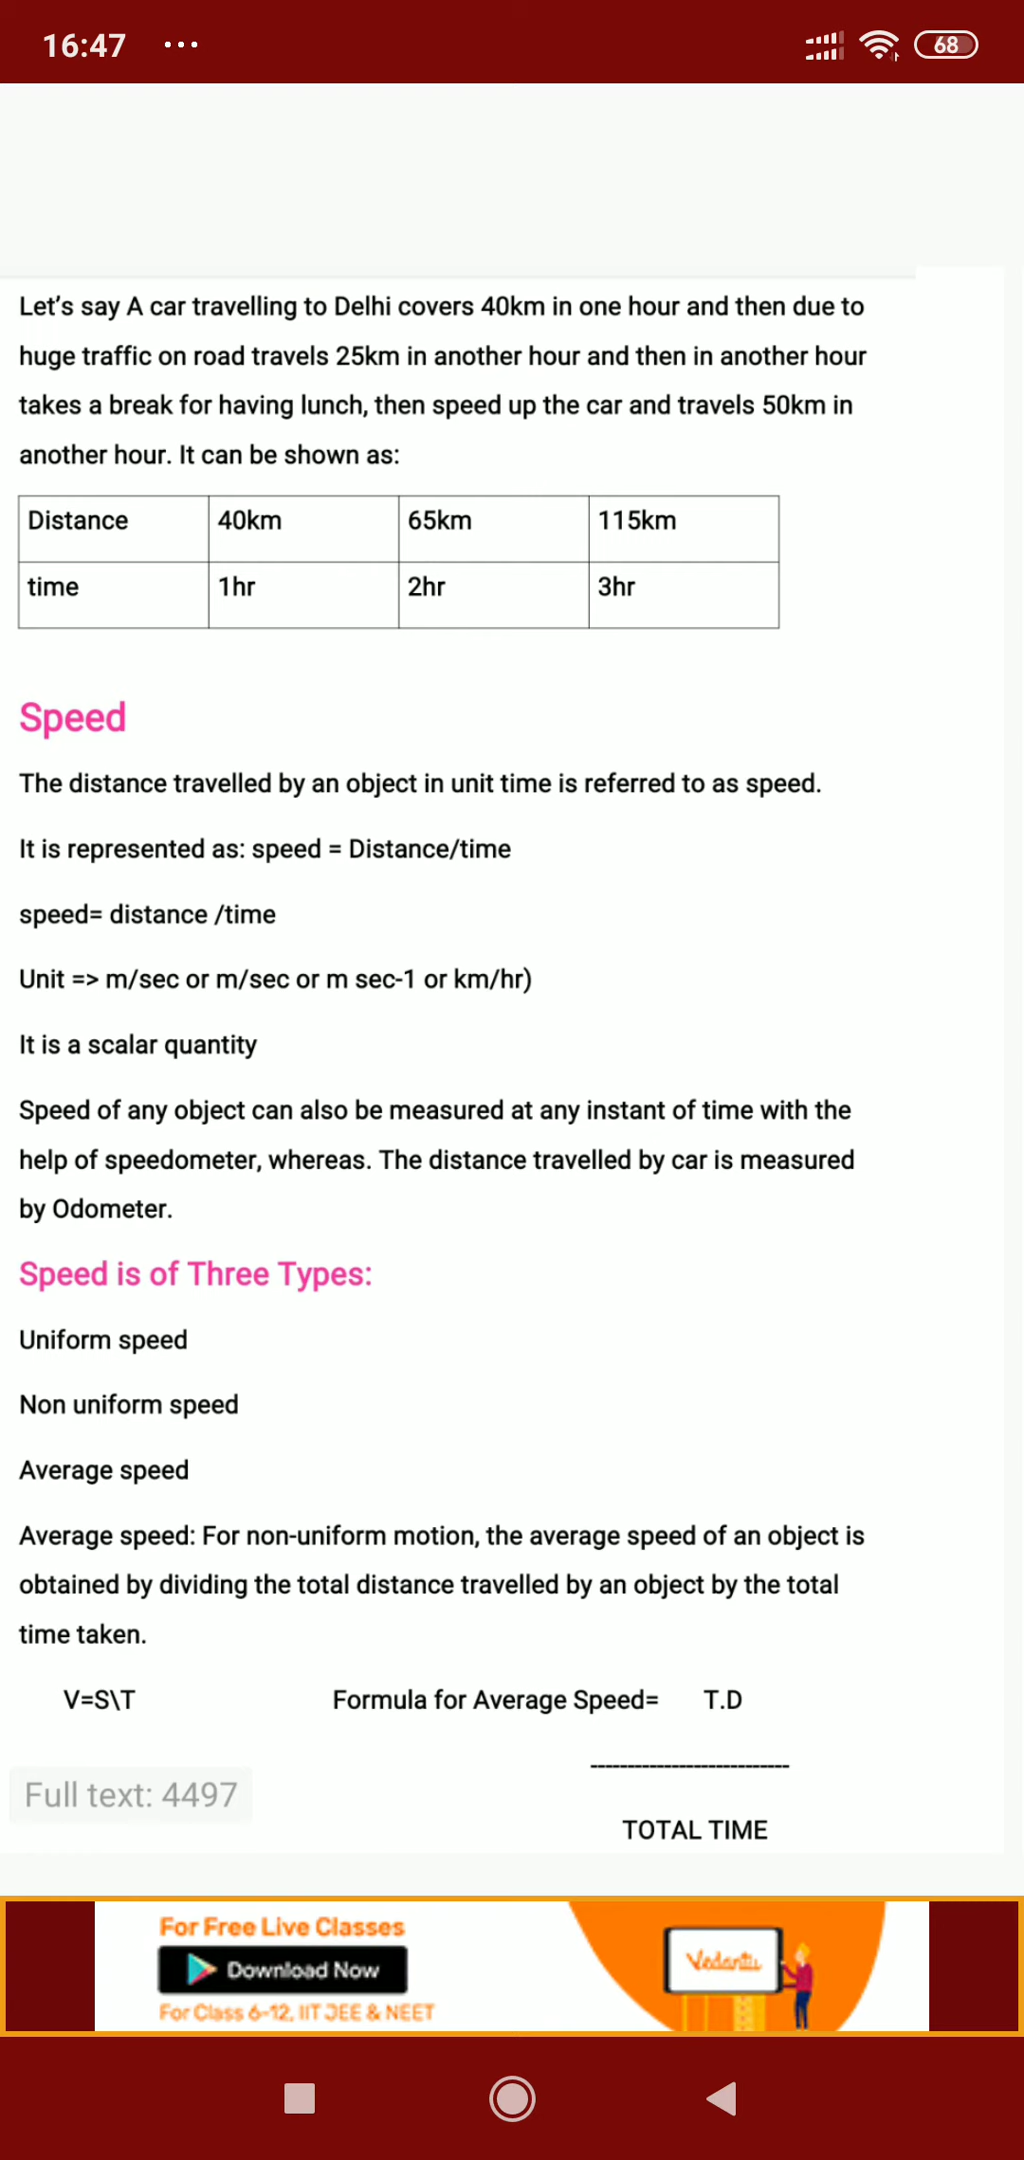 16:47 ...
68
Let's say A car travelling to Delhi covers 40km in one hour and then due to
huge traffic on road travels 25km in another hour and then in another hour
takes a break for having lunch, then speed up the car and travels 50km in
another hour. It can be shown as:
Distance 40km 65km 115km
time 1hr 2hr 3hr
Speed
The distance travelled by an object in unit time is referred to as speed.
It is represented as: speed = Distance/time
speed= distance /time
Unit => m/sec or m/sec or m sec-1 or km/hr)
It is a scalar quantity
Speed of any object can also be measured at any instant of time with the
help of speedometer, whereas. The distance travelled by car is measured
by Odometer.
Speed is of Three Types:
Uniform speed
Non uniform speed
Average speed
Average speed: For non-uniform motion, the average speed of an object is
obtained by dividing the total distance travelled by an object by the total
time taken.
V=S\T Formula for Average Speed= T.D
---------------------------
Full text: 4497
TOTAL TIME
For Free Live Classes
Download Now
For Class 6-12, IIT JEE & NEET
Vedantu